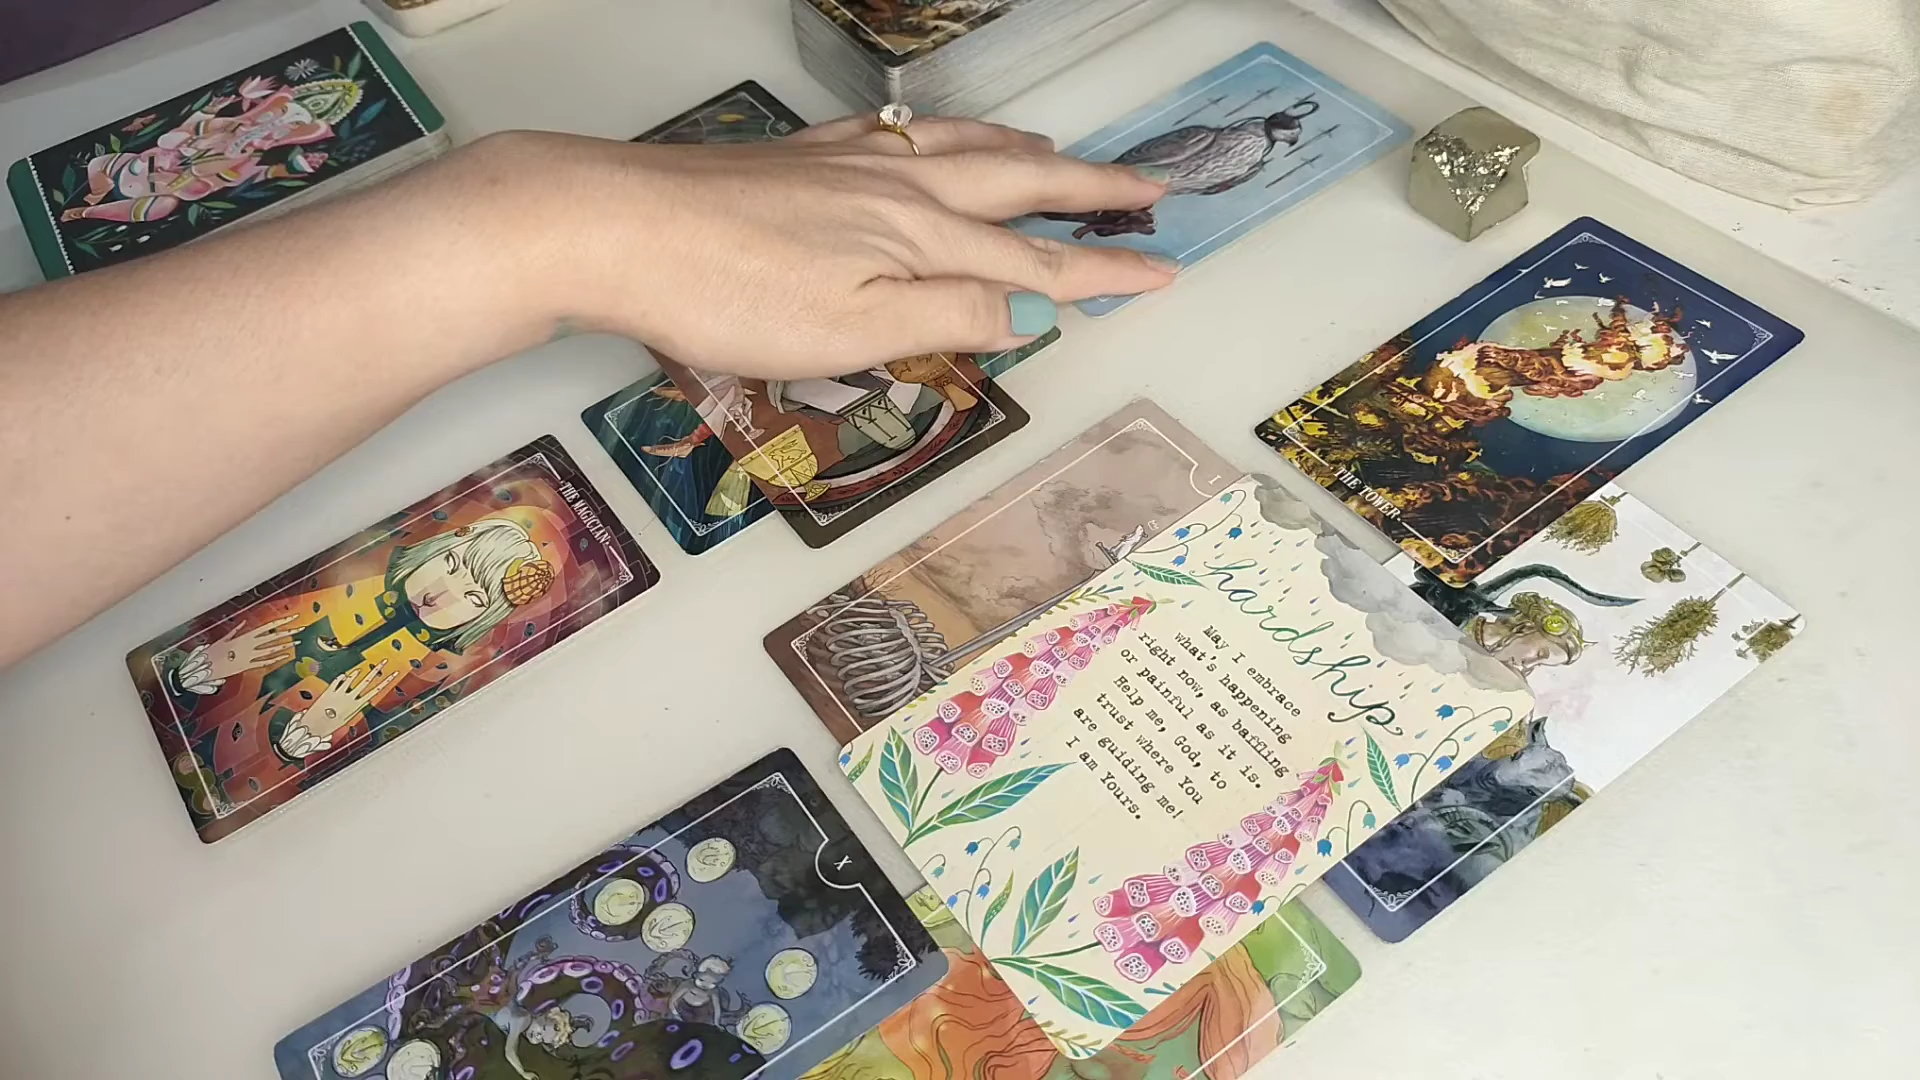 THE MAGICIAN
I
THE TOWER
hardship
May I embrace
what's happening
right now, as baffling
or painful as it is.
Help me, God, to
trust where You
are guiding me!
I am Yours.
X